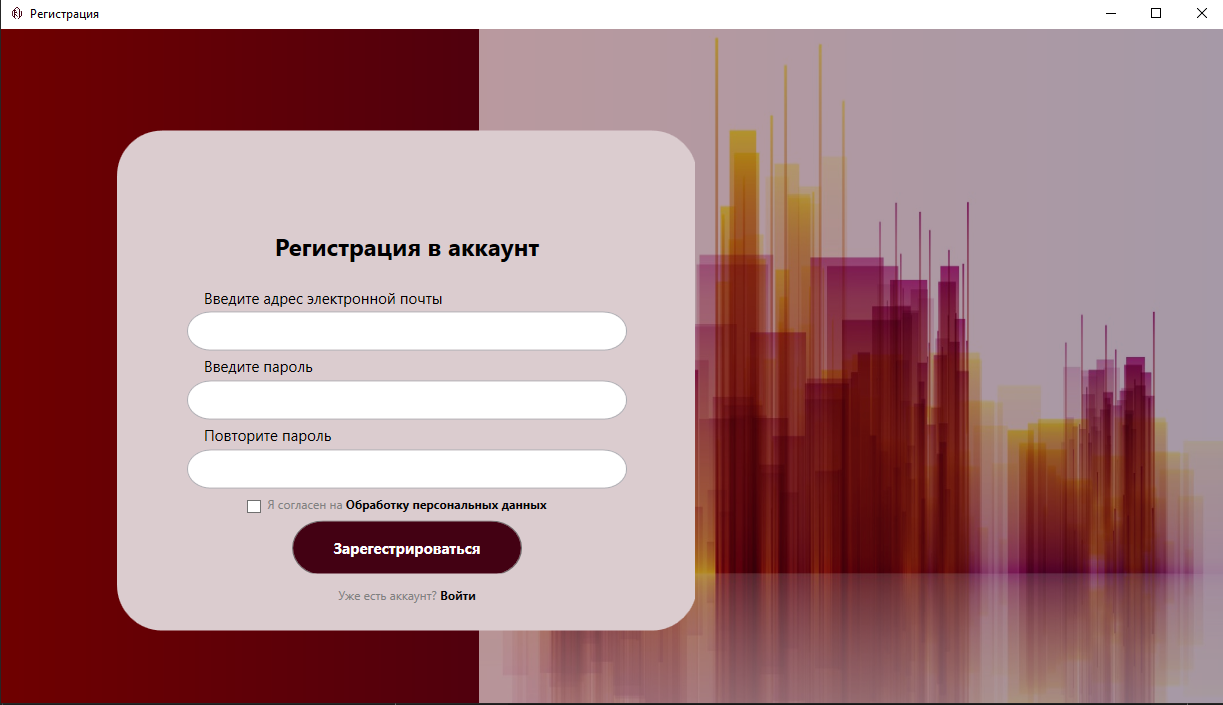 Регистрация
Регистрация в аккаунт
Введите адрес электронной почты
Введите пароль
Повторите пароль
Я согласен на Обработку персональных данных
Зарегестрироваться
Уже есть аккаунт? Войти